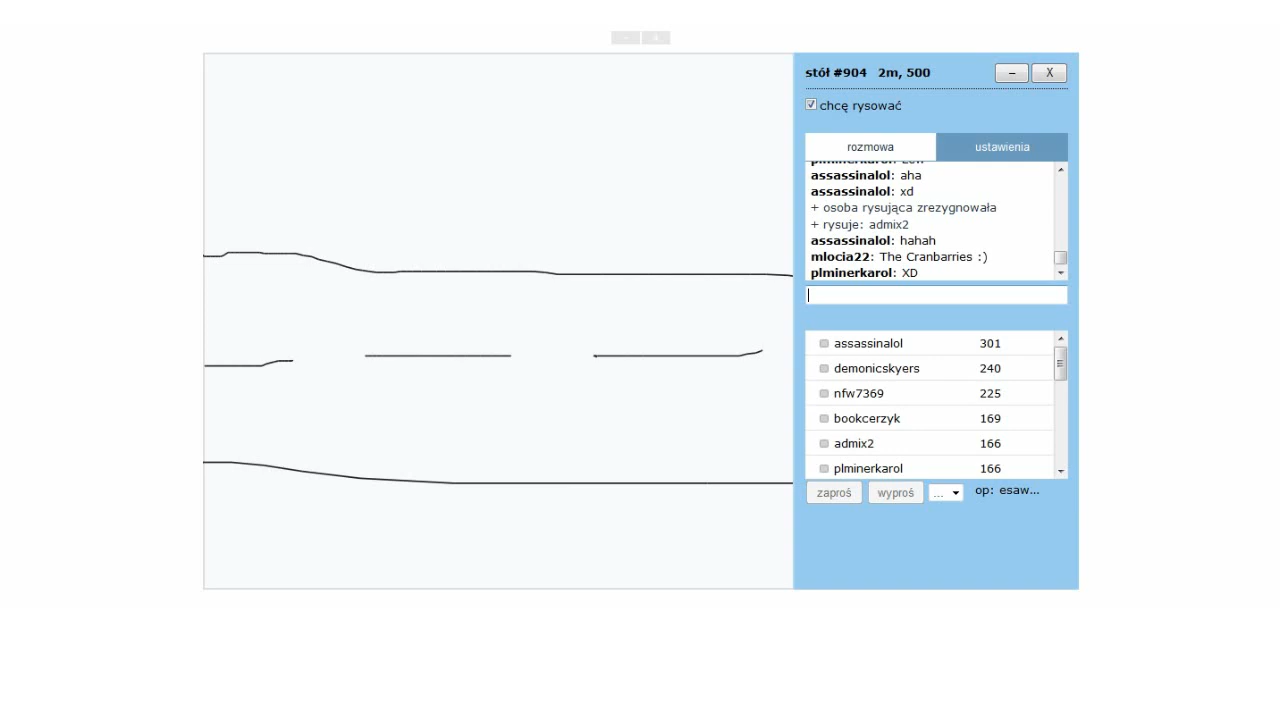 stół #904 2m, 500
– X
chcę rysować
rozmowa ustawienia
plminerkarol:
assassinalol: aha
assassinalol: xd
+ osoba rysująca zrezygnowała
+ rysuje: admix2
assassinalol: hahah
mlocia22: The Cranbarries :)
plminerkarol: XD
assassinalol 301
demonicskyers 240
nfw7369 225
bookcerzyk 169
admix2 166
plminerkarol 166
zaproś wyproś ... op: esaw...